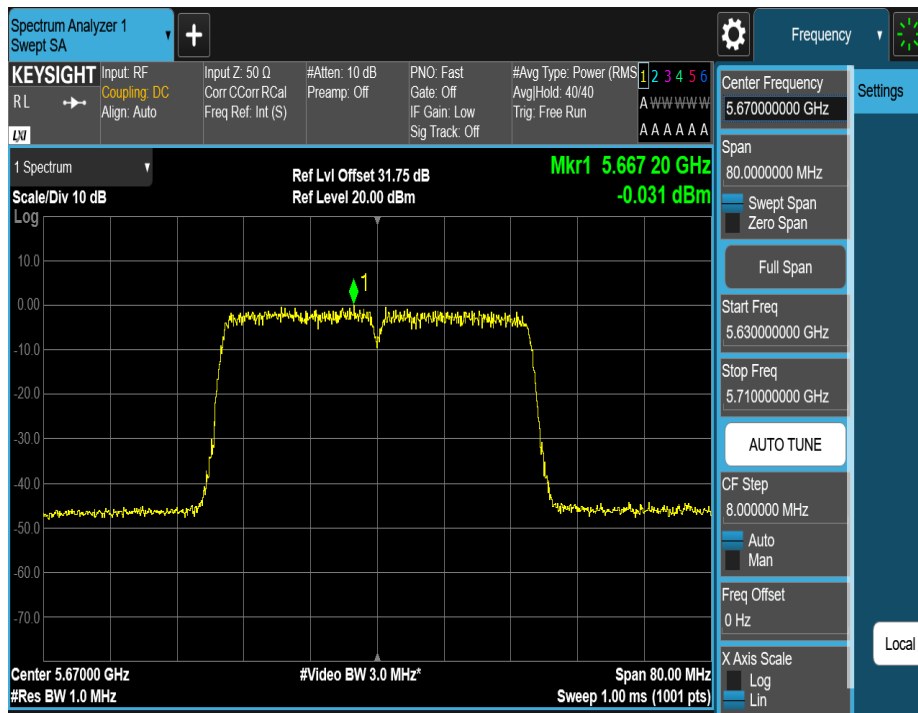 Spectrum Analyzer 1
Swept SA
Frequency
KEYSIGHT
RL
LXI
Input: RF
Coupling: DC
Align: Auto
Input Z: 50 Ω
Corr CCorr RCal
Freq Ref: Int (S)
#Atten: 10 dB
Preamp: Off
PNO: Fast
Gate: Off
IF Gain: Low
Sig Track: Off
#Avg Type: Power (RMS
Avg|Hold: 40/40
Trig: Free Run
1 2 3 4 5 6
A W W W W W
A A A A A A
1 Spectrum
Scale/Div 10 dB
Ref Lvl Offset 31.75 dB
Ref Level 20.00 dBm
Mkr1 5.667 20 GHz
-0.031 dBm
Log
10.0
0.00
-10.0
-20.0
-30.0
-40.0
-50.0
-60.0
-70.0
1
Center 5.67000 GHz
#Res BW 1.0 MHz
#Video BW 3.0 MHz*
Span 80.00 MHz
Sweep 1.00 ms (1001 pts)
Center Frequency
5.670000000 GHz
Span
80.0000000 MHz
Swept Span
Zero Span
Full Span
Start Freq
5.630000000 GHz
Stop Freq
5.710000000 GHz
AUTO TUNE
CF Step
8.000000 MHz
Auto
Man
Freq Offset
0 Hz
X Axis Scale
Log
Lin
Settings
Local